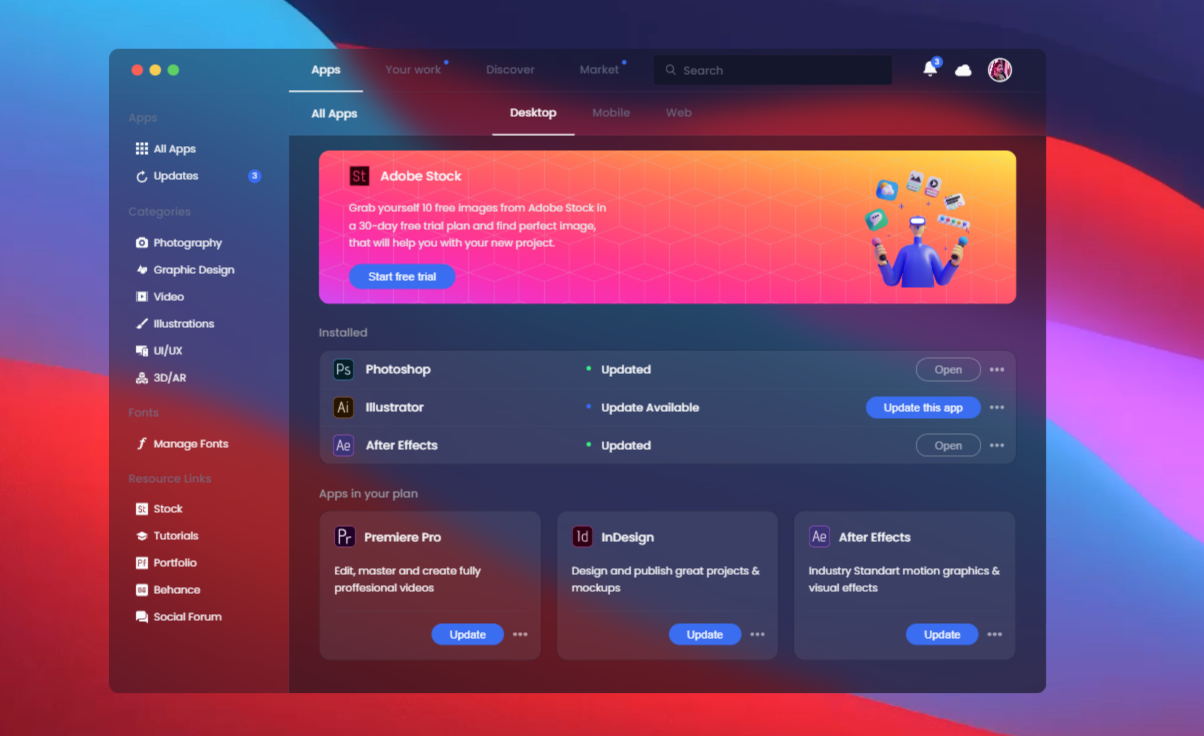 Apps
Your work
Discover
Market
Search
3
Apps
All Apps
Updates
3
Categories
Photography
Graphic Design
Video
Illustrations
UI/UX
3D/AR
Fonts
Manage Fonts
Resource Links
St
Stock
Tutorials
Pf
Portfolio
Behance
Social Forum
All Apps
Desktop
Mobile
Web
St
Adobe Stock
Grab yourself 10 free images from Adobe Stock in
a 30-day free trial plan and find perfect image,
that will help you with your new project.
Start free trial
Installed
Ps
Photoshop
Updated
Open
Ai
Illustrator
Update Available
Update this app
Ae
After Effects
Updated
Open
Apps in your plan
Pr
Premiere Pro
Edit, master and create fully
proffesional videos
Update
Id
InDesign
Design and publish great projects &
mockups
Update
Ae
After Effects
Industry Standart motion graphics &
visual effects
Update